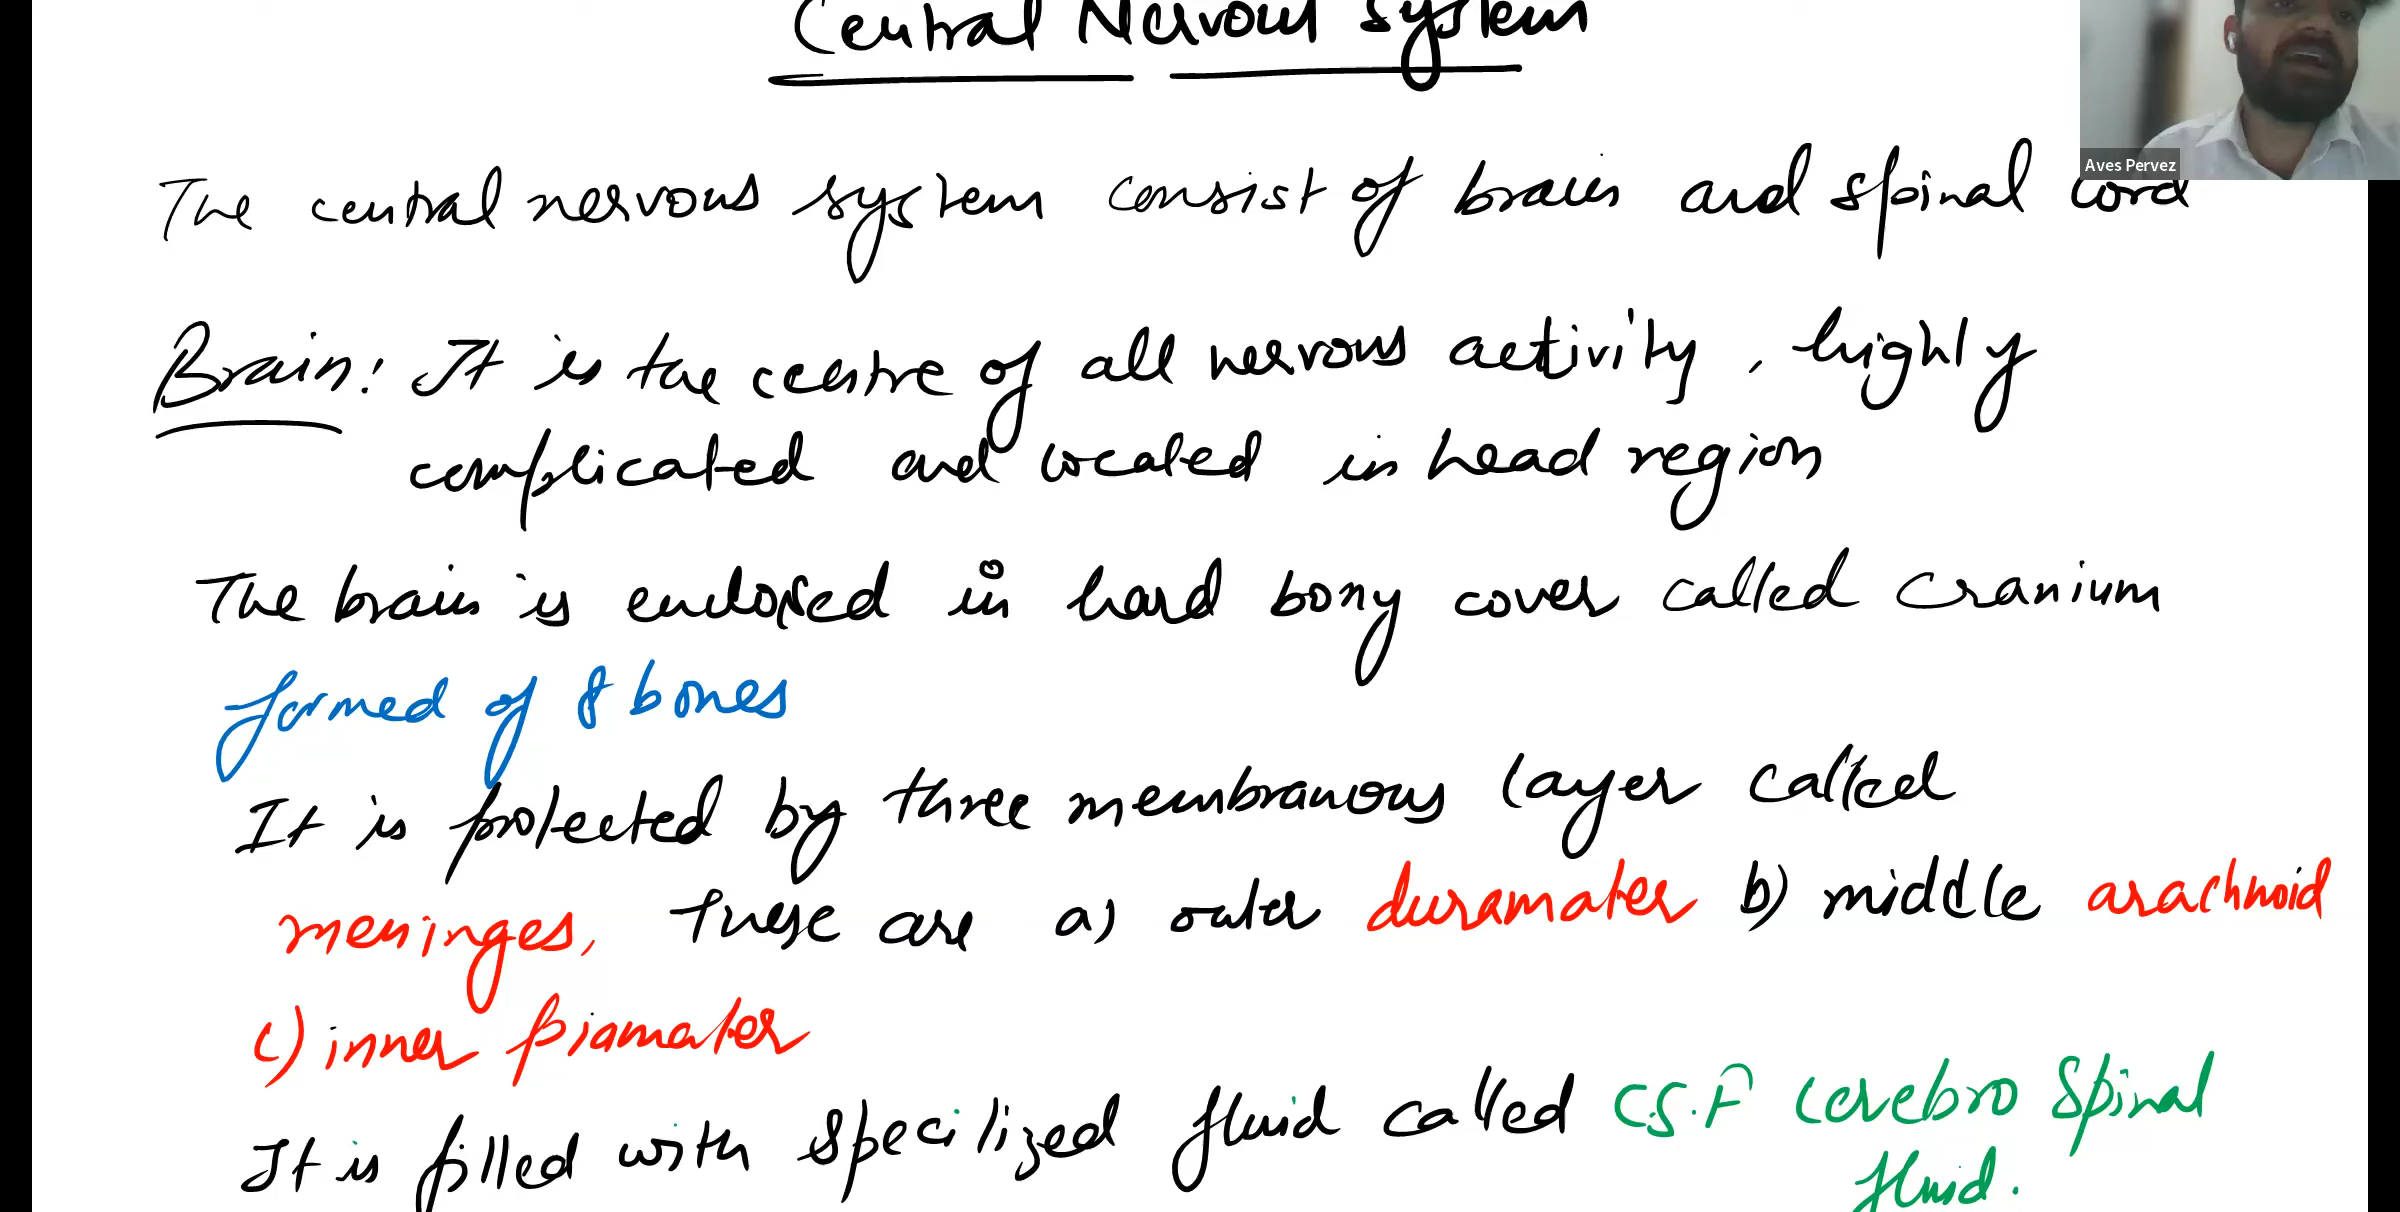 Central Nervous System
Aves Pervez
The central nervous system consist of brain and spinal cord
Brain: It is the centre of all nervous activity, highly
complicated and located in head region
The brain is enclosed in hard bony cover called cranium
formed of 8 bones
It is protected by three membranous layer called
meninges, These are a) outer duramater b) middle arachnoid
c) inner piamater
It is filled with specilized fluid called C.S.F Cerebro Spinal
fluid.